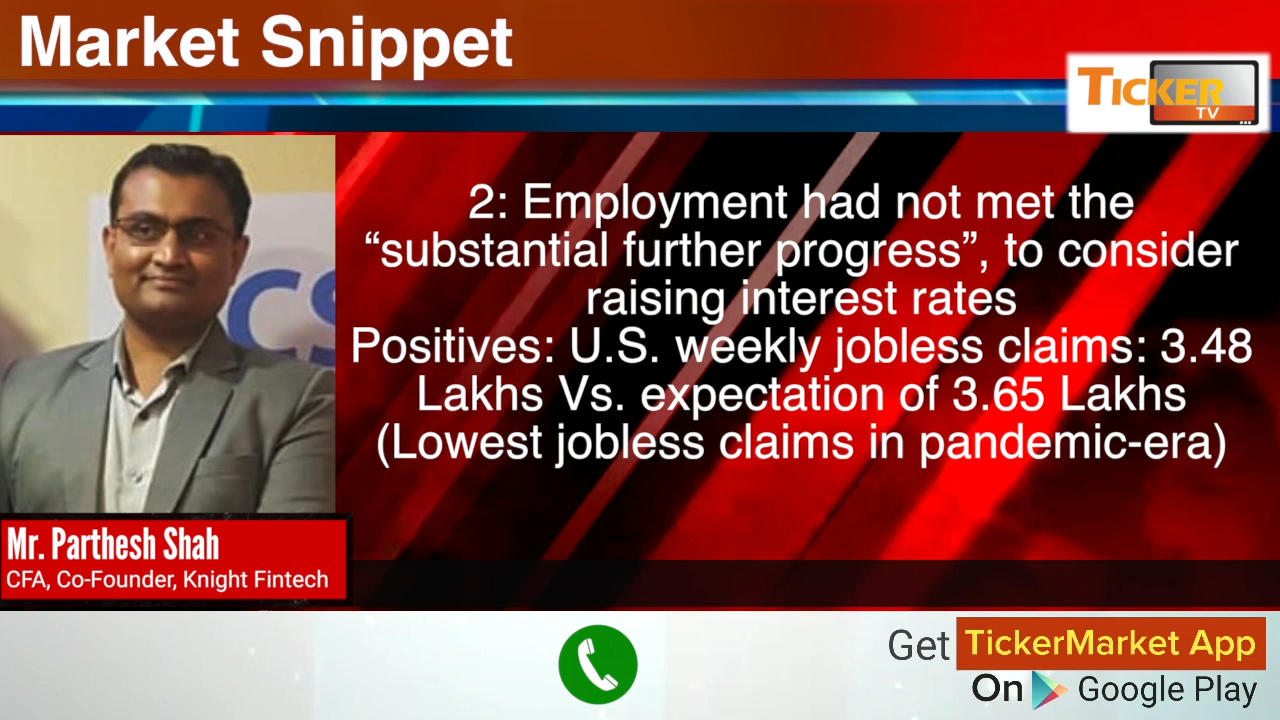 Market Snippet
TICKER
TV
2: Employment had not met the
“substantial further progress”, to consider
raising interest rates
Positives: U.S. weekly jobless claims: 3.48
Lakhs Vs. expectation of 3.65 Lakhs
(Lowest jobless claims in pandemic-era)
CS
Mr. Parthesh Shah
CFA, Co-Founder, Knight Fintech
Get TickerMarket App
On Google Play